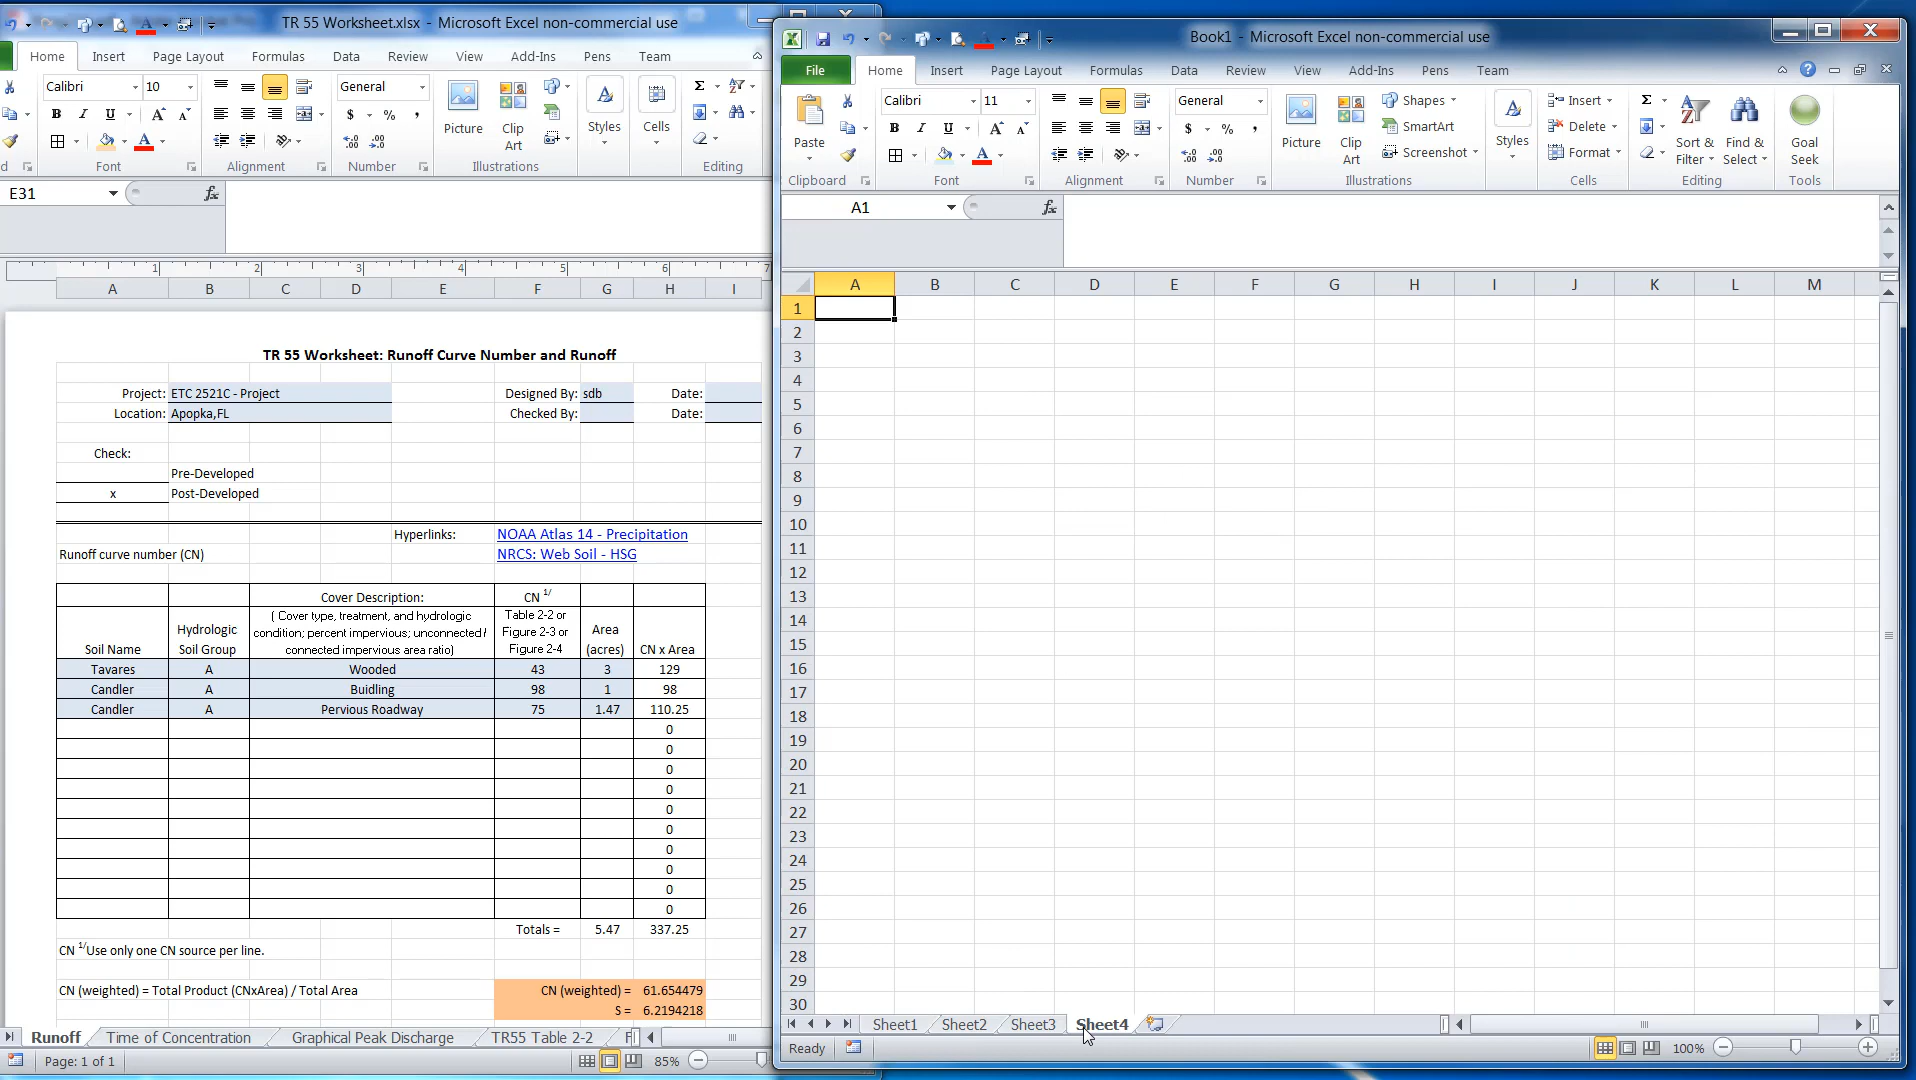 TR 55 Worksheet.xlsx - Microsoft Excel non-commercial use
Home Insert Page Layout Formulas Data Review View Add-Ins Pens Team
Calibri 10 General
B I U $ % , Picture Clip Art Styles Cells Σ
Font Alignment Number Illustrations Editing
E31 fx
1 2 3 4 5 6 7
A B C D E F G H I
TR 55 Worksheet: Runoff Curve Number and Runoff
Project: ETC 2521C - Project Designed By: sdb Date:
Location: Apopka,FL Checked By: Date:
Check:
Pre-Developed
x Post-Developed
Hyperlinks: NOAA Atlas 14 - Precipitation
Runoff curve number (CN) NRCS: Web Soil - HSG
Cover Description: CN 1/
( Cover type, treatment, and hydrologic Table 2-2 or
Hydrologic condition; percent impervious; unconnected / Figure 2-3 or Area
Soil Name Soil Group connected impervious area ratio) Figure 2-4 (acres) CN x Area
Tavares A Wooded 43 3 129
Candler A Buidling 98 1 98
Candler A Pervious Roadway 75 1.47 110.25
0
0
0
0
0
0
0
0
0
0
Totals = 5.47 337.25
CN 1/Use only one CN source per line.
CN (weighted) = Total Product (CNxArea) / Total Area CN (weighted) = 61.654479
S = 6.2194218
Runoff Time of Concentration Graphical Peak Discharge TR55 Table 2-2 F
Page: 1 of 1 85%
Book1 - Microsoft Excel non-commercial use
File Home Insert Page Layout Formulas Data Review View Add-Ins Pens Team
Paste Calibri 11 General Picture Clip Art Shapes SmartArt Screenshot Styles Insert Delete Format Σ Sort & Filter Find & Select Goal Seek
B I U $ % ,
Clipboard Font Alignment Number Illustrations Cells Editing Tools
A1 fx
A B C D E F G H I J K L M
1
2
3
4
5
6
7
8
9
10
11
12
13
14
15
16
17
18
19
20
21
22
23
24
25
26
27
28
29
30
Sheet1 Sheet2 Sheet3 Sheet4
Ready 100%